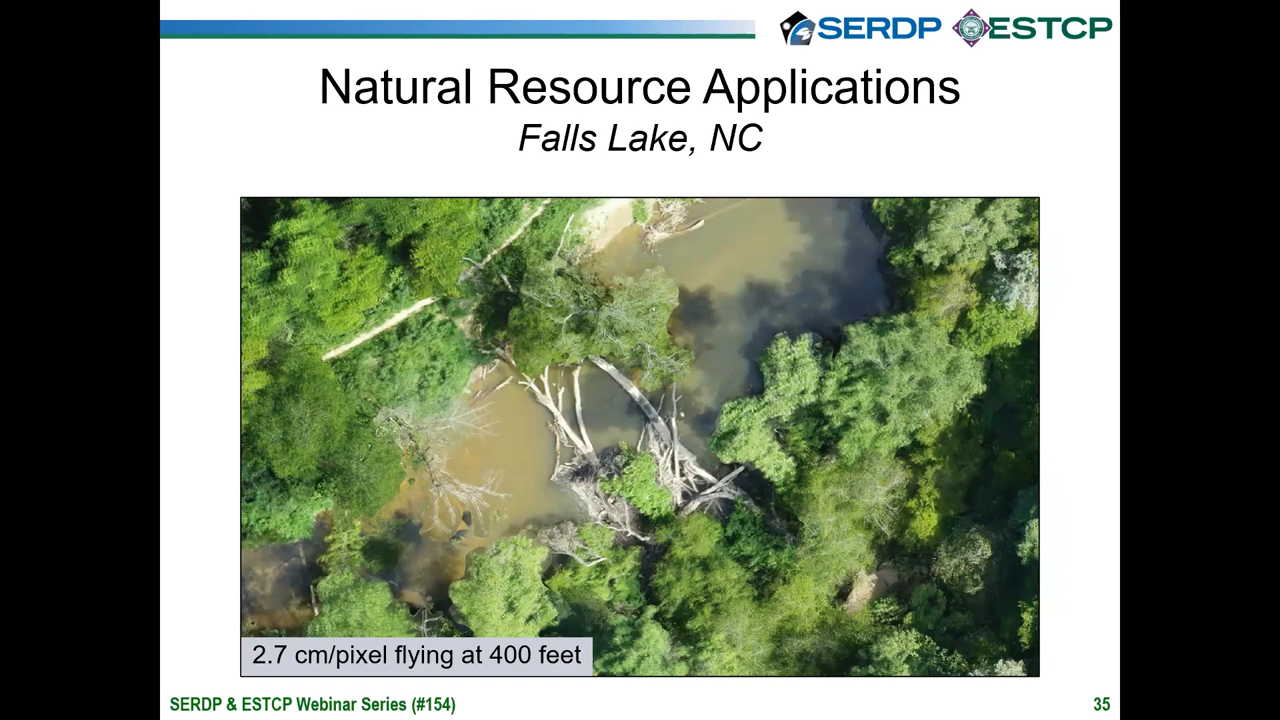 SERDP ESTCP
Natural Resource Applications
Falls Lake, NC
2.7 cm/pixel flying at 400 feet
SERDP & ESTCP Webinar Series (#154)
35